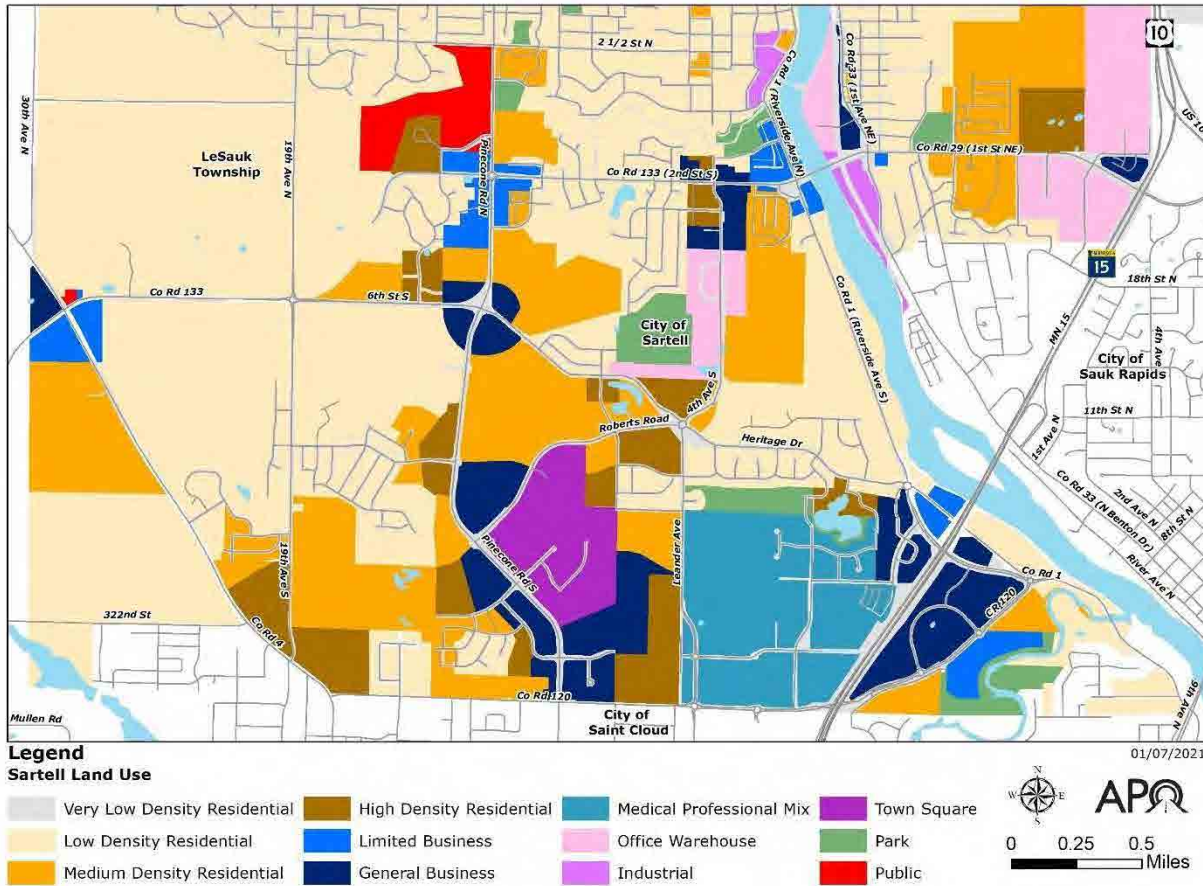 10
2 1/2 St N
Co Rd 1 (Riverside Ave N)
Co Rd 33 (1st Ave NE)
30th Ave N
19th Ave N
LeSauk
Township
Pinecone Rd N
Co Rd 133 (2nd St S)
Co Rd 29 (1st St NE)
US 10
15
18th St N
Co Rd 133
6th St S
City of
Sartell
Co Rd 1 (Riverside Ave S)
MN 15
4th Ave N
City of
Sauk Rapids
4th Ave S
Roberts Road
Heritage Dr
1st Ave N
11th St N
Co Rd 33 (N Benton Dr)
2nd Ave N
8th St N
River Ave N
19th Ave S
Pinecone Rd S
Leander Ave
Co Rd 1
CR 120
322nd St
Co Rd 4
Co Rd 120
9th Ave N
Mullen Rd
City of
Saint Cloud
Legend
01/07/2021
Sartell Land Use
Very Low Density Residential
Low Density Residential
Medium Density Residential
High Density Residential
Limited Business
General Business
Medical Professional Mix
Office Warehouse
Industrial
Town Square
Park
Public
N
W
E
S
APO
0 0.25 0.5
Miles